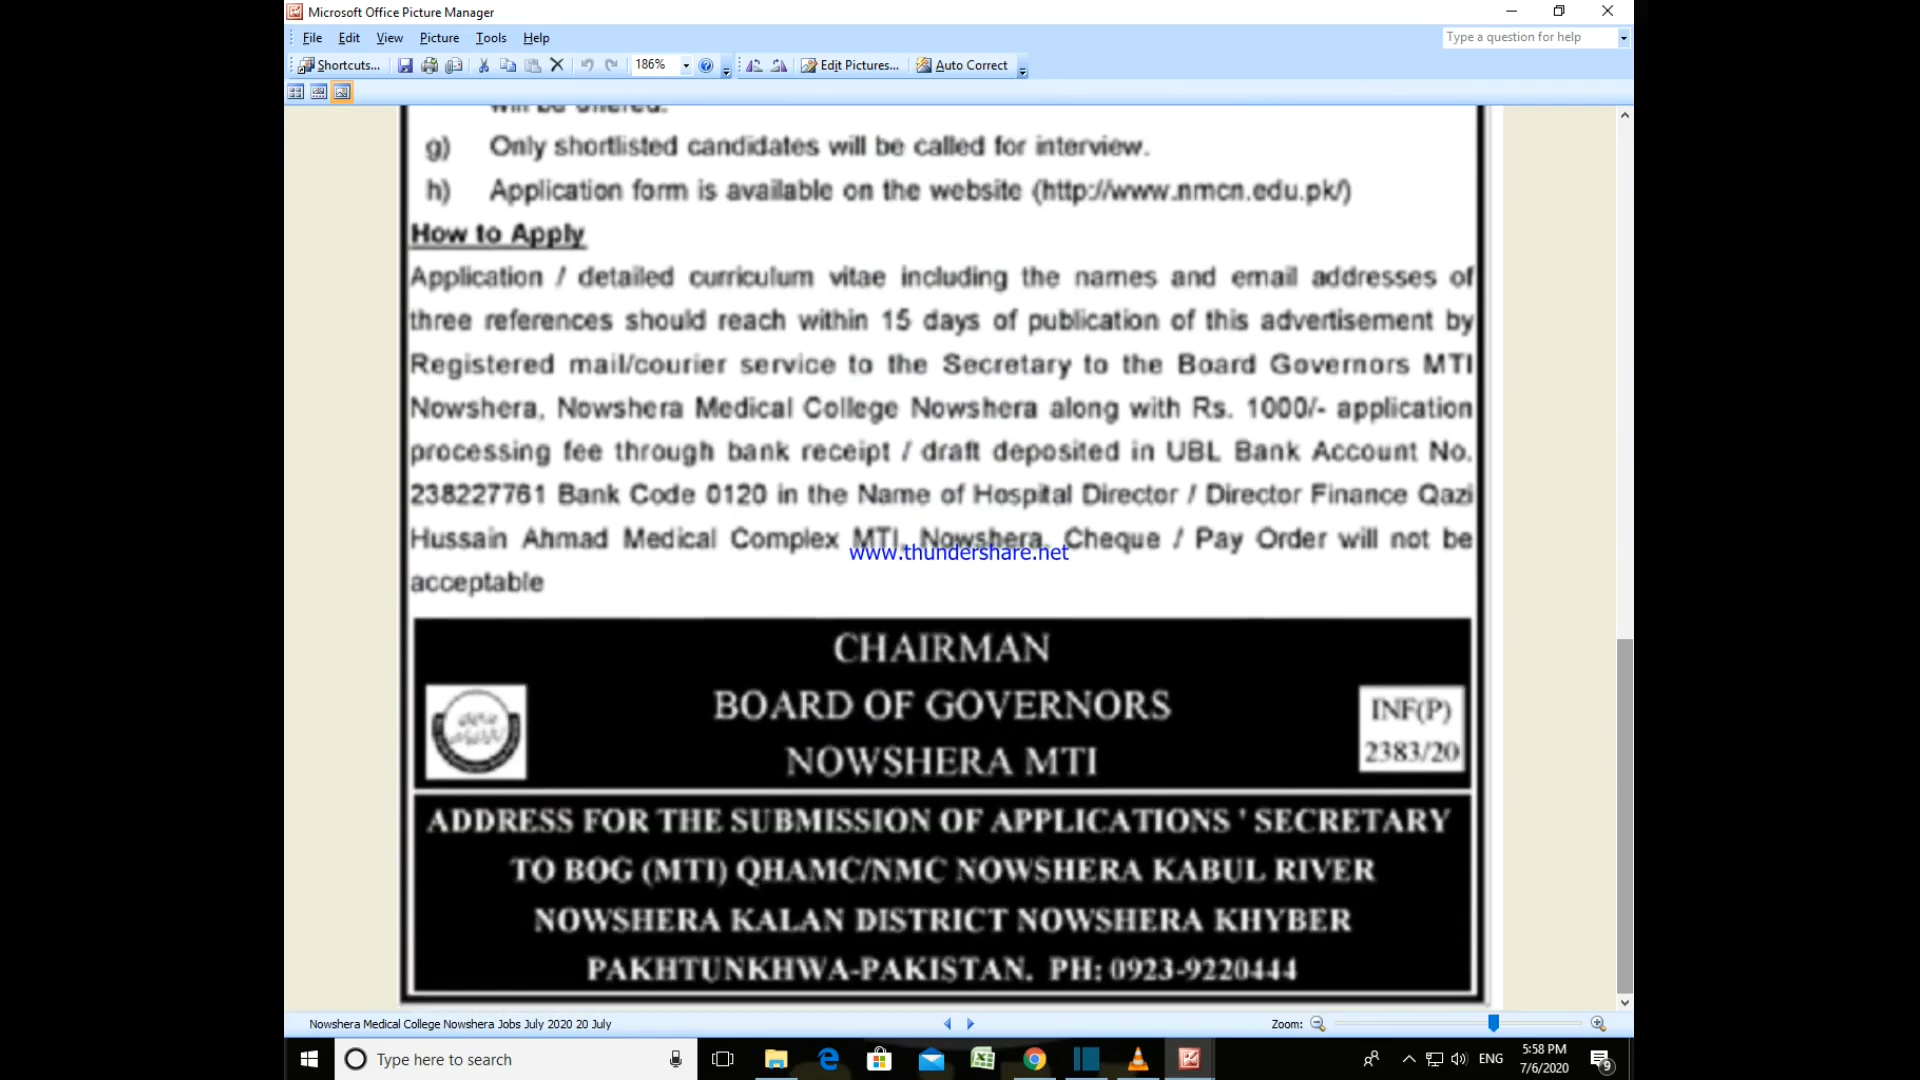 Microsoft Office Picture Manager
File Edit View Picture Tools Help
Type a question for help
Shortcuts... 186% Edit Pictures... Auto Correct
will be offered.
g) Only shortlisted candidates will be called for interview.
h) Application form is available on the website (http://www.nmcn.edu.pk/)
How to Apply
Application / detailed curriculum vitae including the names and email addresses of
three references should reach within 15 days of publication of this advertisement by
Registered mail/courier service to the Secretary to the Board Governors MTI
Nowshera, Nowshera Medical College Nowshera along with Rs. 1000/- application
processing fee through bank receipt / draft deposited in UBL Bank Account No.
238227761 Bank Code 0120 in the Name of Hospital Director / Director Finance Qazi
Hussain Ahmad Medical Complex MTI, Nowshera, Cheque / Pay Order will not be
www.thundershare.net
acceptable
CHAIRMAN
BOARD OF GOVERNORS
NOWSHERA MTI
INF(P)
2383/20
ADDRESS FOR THE SUBMISSION OF APPLICATIONS ' SECRETARY
TO BOG (MTI) QHAMC/NMC NOWSHERA KABUL RIVER
NOWSHERA KALAN DISTRICT NOWSHERA KHYBER
PAKHTUNKHWA-PAKISTAN. PH: 0923-9220444
Nowshera Medical College Nowshera Jobs July 2020 20 July
Zoom:
Type here to search
ENG
5:58 PM
7/6/2020
9